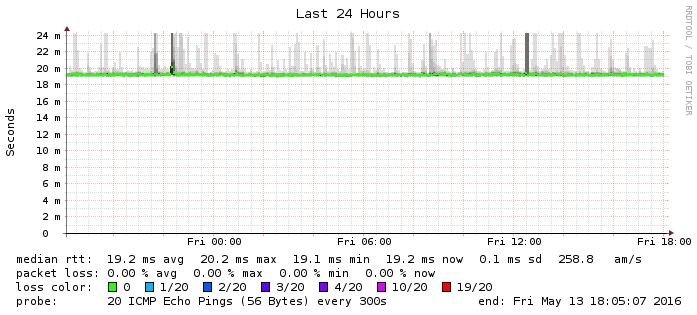 Last 24 Hours
RRDTOOL / TOBI OETIKER
Seconds
24 m
22 m
20 m
18 m
16 m
14 m
12 m
10 m
8 m
6 m
4 m
2 m
0
Fri 00:00 Fri 06:00 Fri 12:00 Fri 18:00
median rtt: 19.2 ms avg 20.2 ms max 19.1 ms min 19.2 ms now 0.1 ms sd 258.8 am/s
packet loss: 0.00 % avg 0.00 % max 0.00 % min 0.00 % now
loss color: 0 1/20 2/20 3/20 4/20 10/20 19/20
probe: 20 ICMP Echo Pings (56 Bytes) every 300s end: Fri May 13 18:05:07 2016